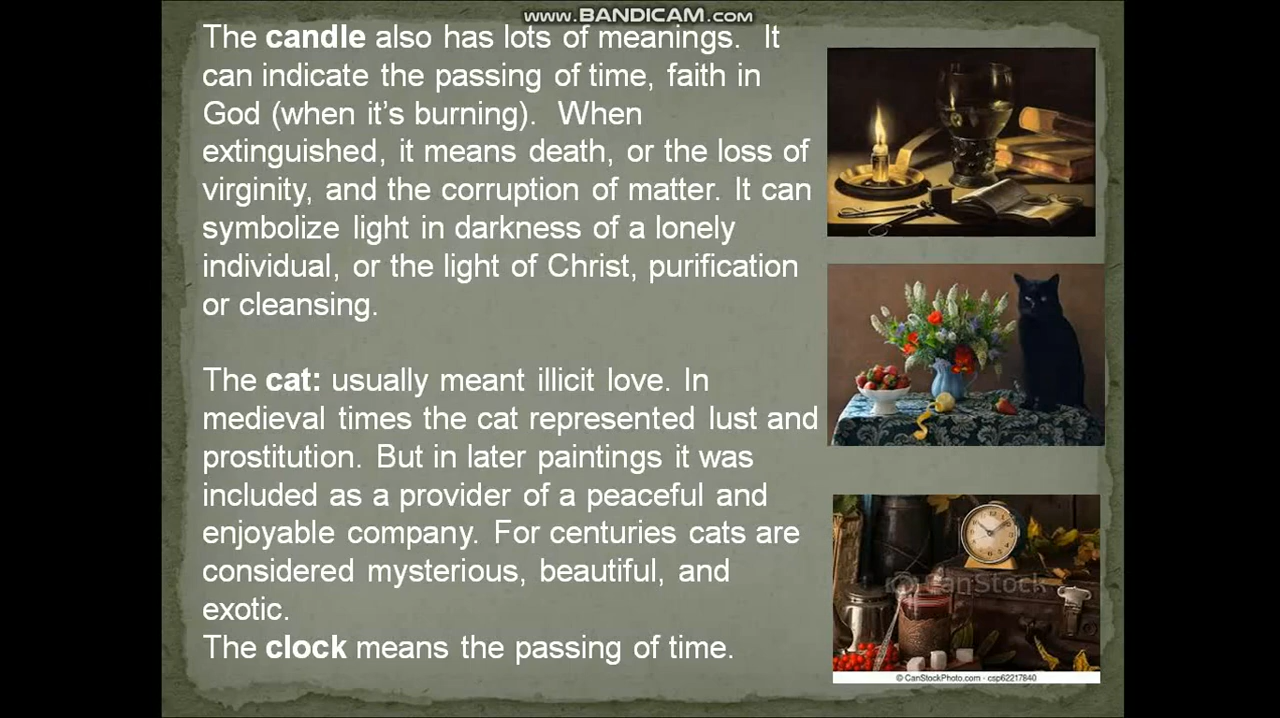 www.BANDICAM.com
The candle also has lots of meanings.  It
can indicate the passing of time, faith in
God (when it’s burning).  When
extinguished, it means death, or the loss of
virginity, and the corruption of matter. It can
symbolize light in darkness of a lonely
individual, or the light of Christ, purification
or cleansing.
The cat: usually meant illicit love. In
medieval times the cat represented lust and
prostitution.  But in later paintings it was
included as a provider of a peaceful and
enjoyable company.  For centuries cats are
considered mysterious, beautiful, and
exotic.
The clock means the passing of time.
CanStock
© CanStockPhoto.com - csp62217840